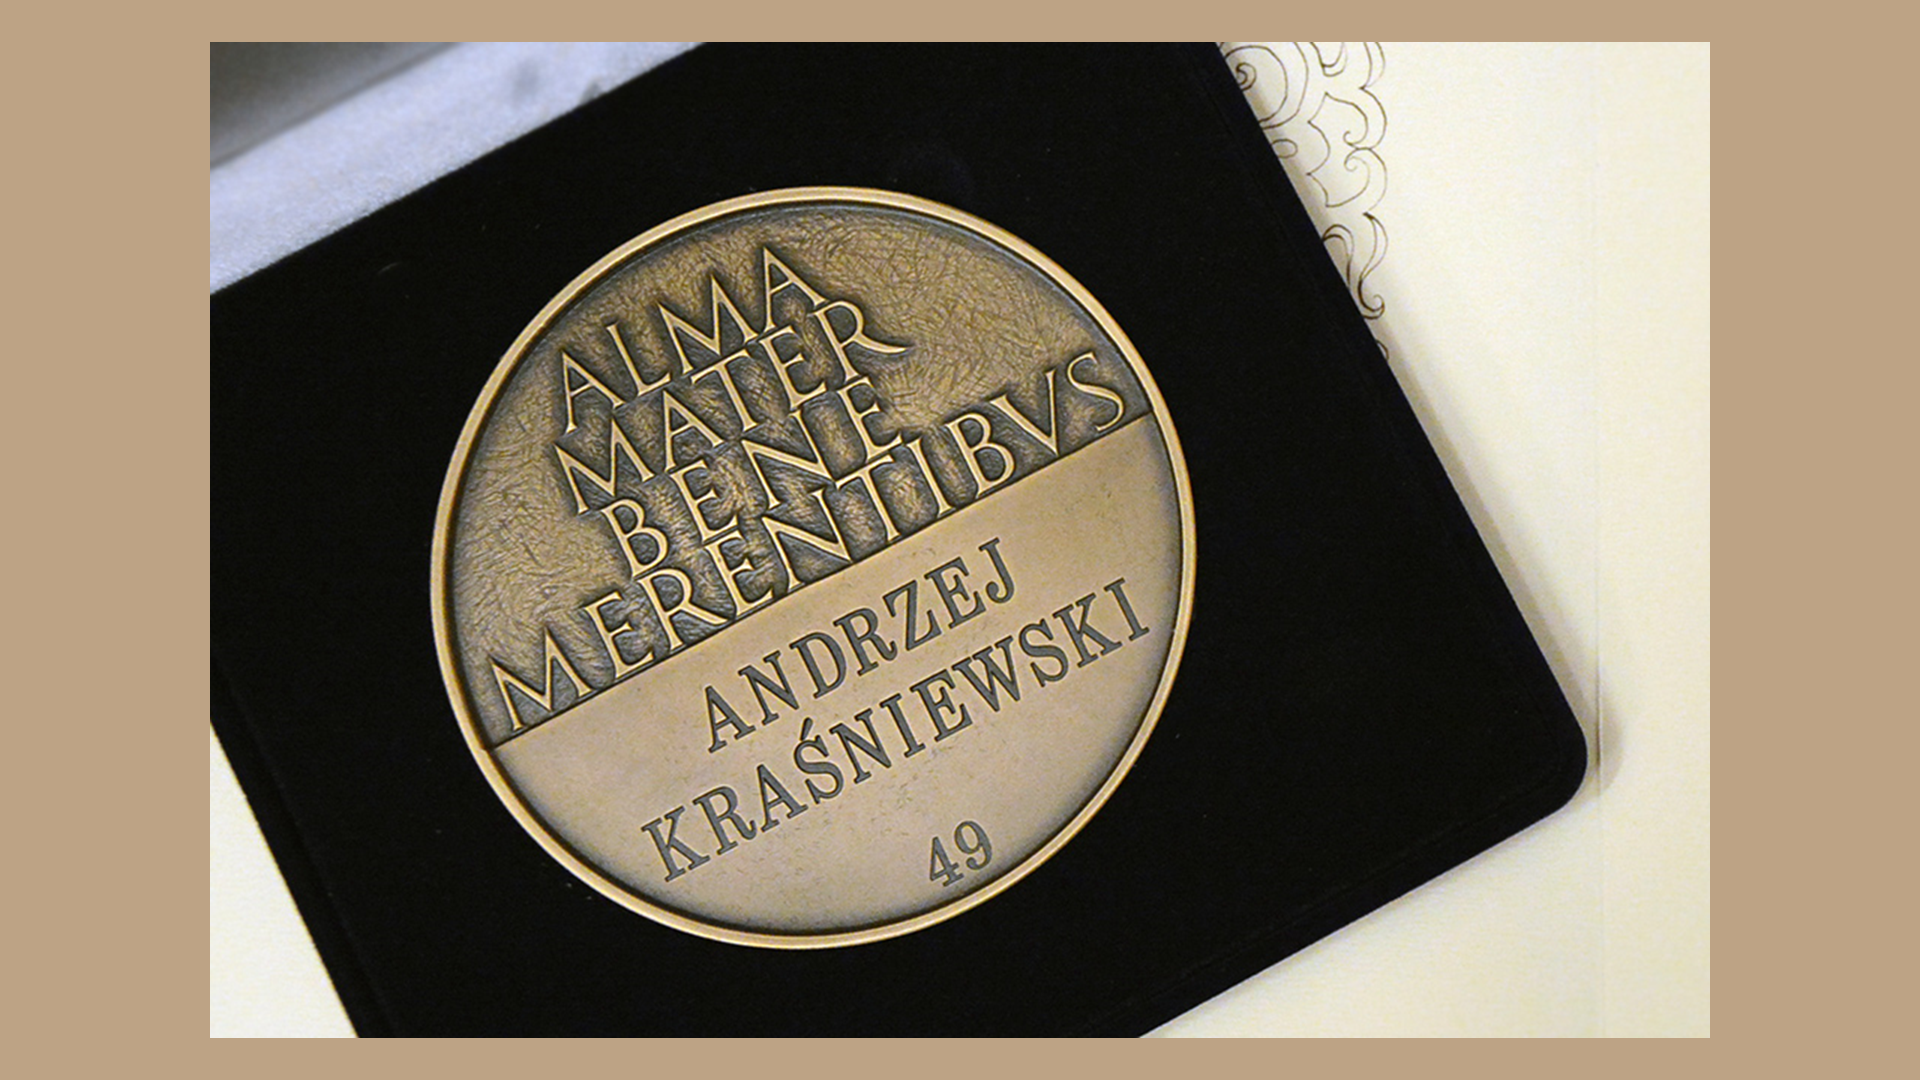 ALMA
MATER
BENE
MERENTIBVS
ANDRZEJ
KRAŚNIEWSKI
49